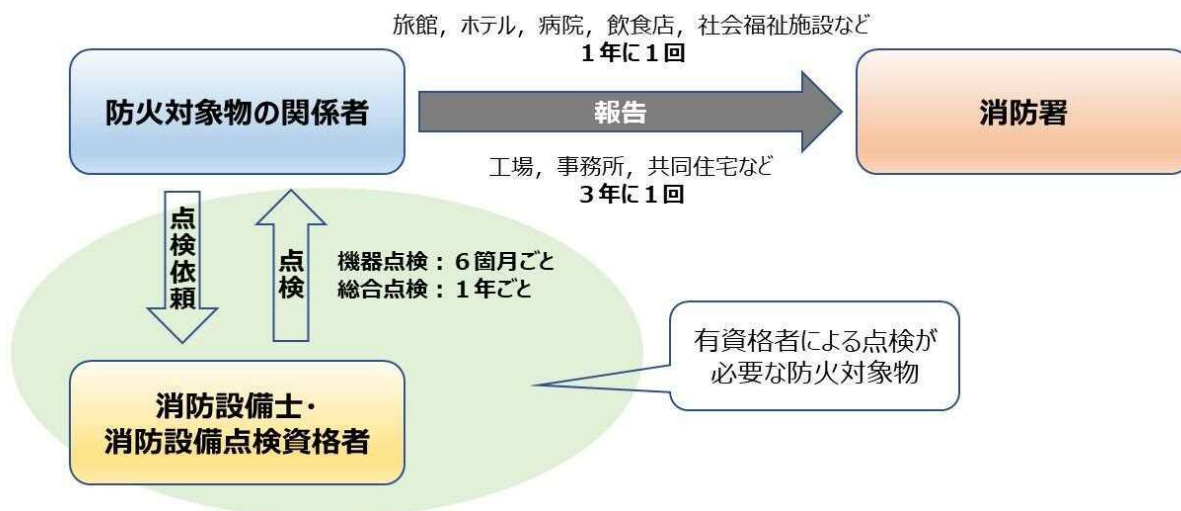 旅館，ホテル，病院，飲食店，社会福祉施設など
１年に１回
防火対象物の関係者
報告
消防署
工場，事務所，共同住宅など
３年に１回
点検依頼
点検
機器点検：６箇月ごと
総合点検：１年ごと
有資格者による点検が
必要な防火対象物
消防設備士・
消防設備点検資格者